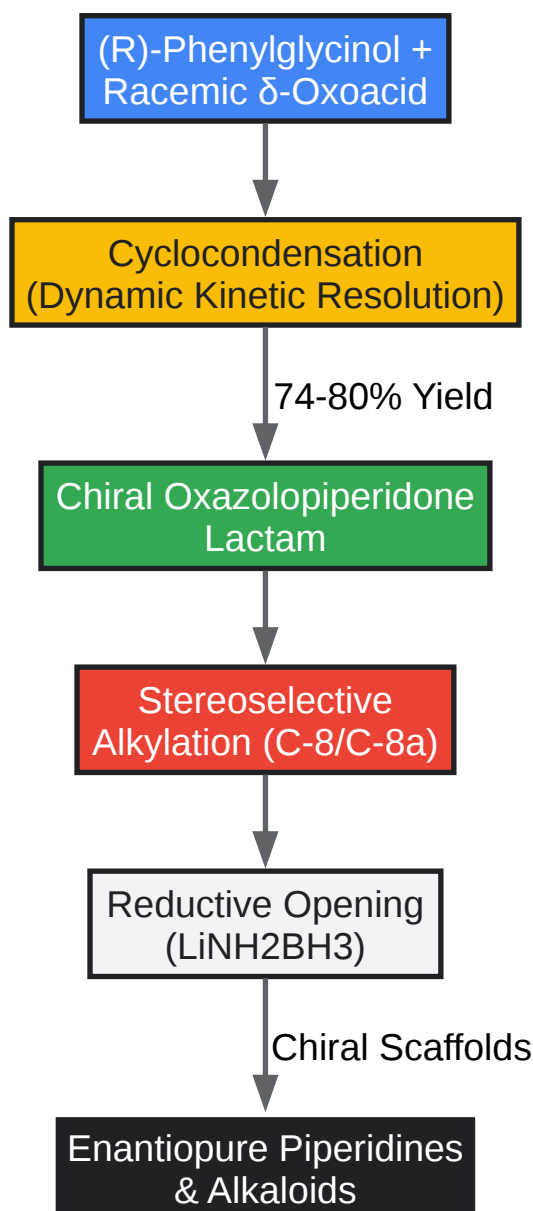 (R)-Phenylglycinol +
Racemic δ-Oxoacid
Cyclocondensation
(Dynamic Kinetic Resolution)
74-80% Yield
Chiral Oxazolopiperidone
Lactam
Stereoselective
Alkylation (C-8/C-8a)
Reductive Opening
(LiNH2BH3)
Chiral Scaffolds
Enantiopure Piperidines
& Alkaloids